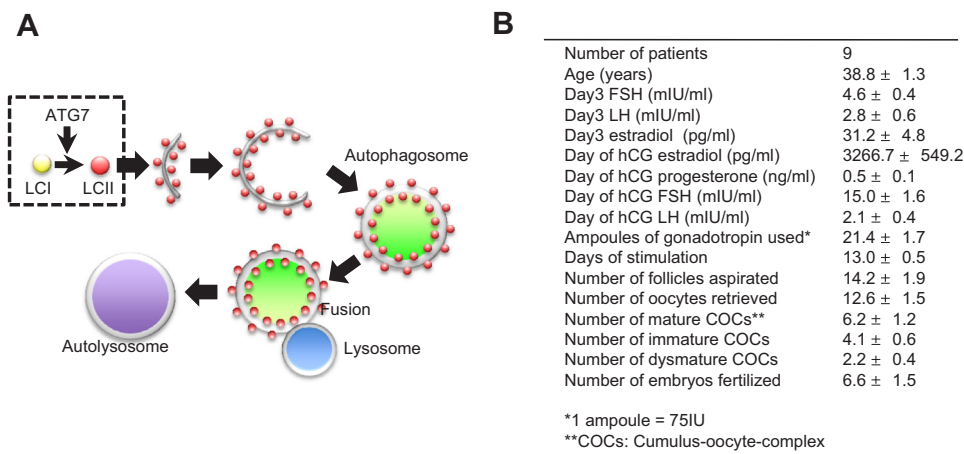 A
ATG7
LCI
LCII
Autophagosome
Fusion
Lysosome
Autolysosome
B
Number of patients 9
Age (years) 38.8 ± 1.3
Day3 FSH (mIU/ml) 4.6 ± 0.4
Day3 LH (mIU/ml) 2.8 ± 0.6
Day3 estradiol (pg/ml) 31.2 ± 4.8
Day of hCG estradiol (pg/ml) 3266.7 ± 549.2
Day of hCG progesterone (ng/ml) 0.5 ± 0.1
Day of hCG FSH (mIU/ml) 15.0 ± 1.6
Day of hCG LH (mIU/ml) 2.1 ± 0.4
Ampoules of gonadotropin used* 21.4 ± 1.7
Days of stimulation 13.0 ± 0.5
Number of follicles aspirated 14.2 ± 1.9
Number of oocytes retrieved 12.6 ± 1.5
Number of mature COCs** 6.2 ± 1.2
Number of immature COCs 4.1 ± 0.6
Number of dysmature COCs 2.2 ± 0.4
Number of embryos fertilized 6.6 ± 1.5
*1 ampoule = 75IU
**COCs: Cumulus-oocyte-complex